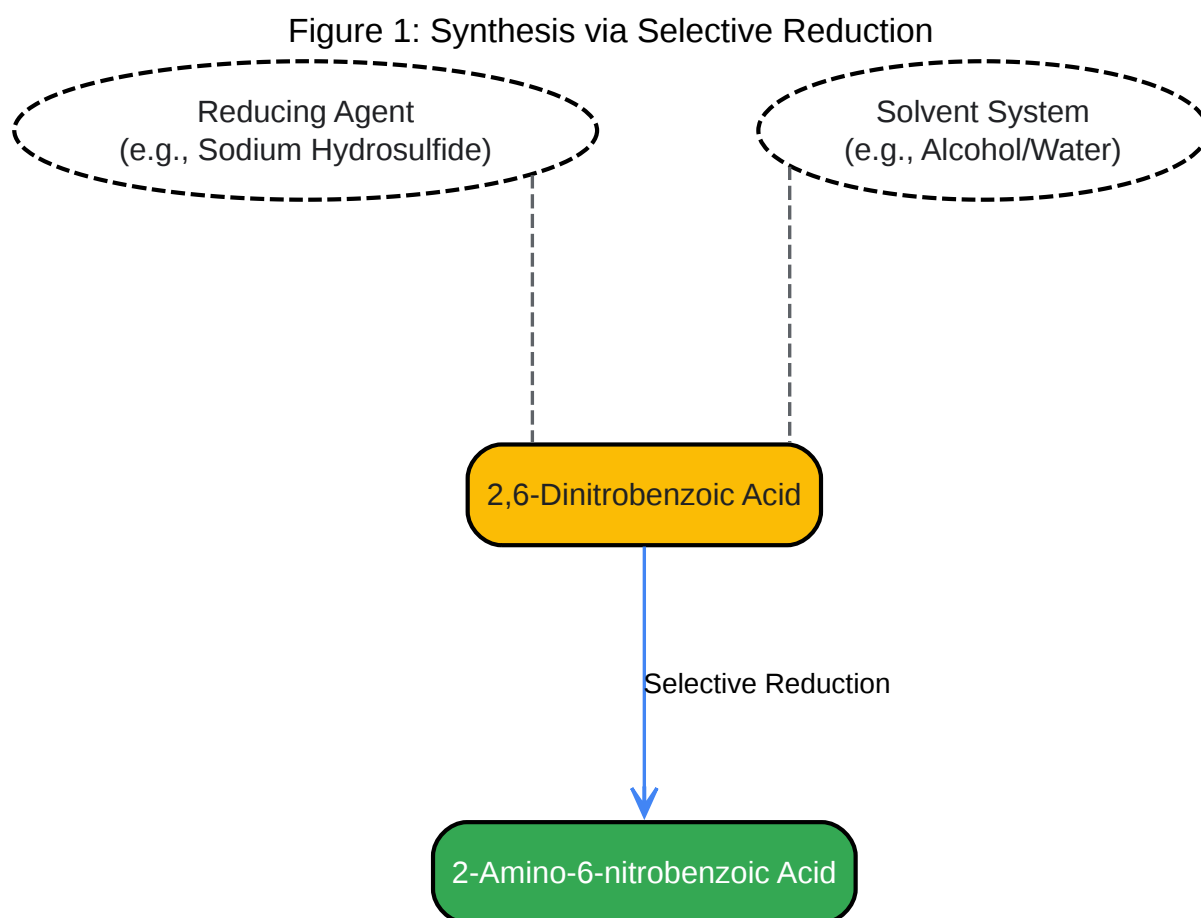 Figure 1: Synthesis via Selective Reduction
Reducing Agent
(e.g., Sodium Hydrosulfide)
Solvent System
(e.g., Alcohol/Water)
2,6-Dinitrobenzoic Acid
Selective Reduction
2-Amino-6-nitrobenzoic Acid